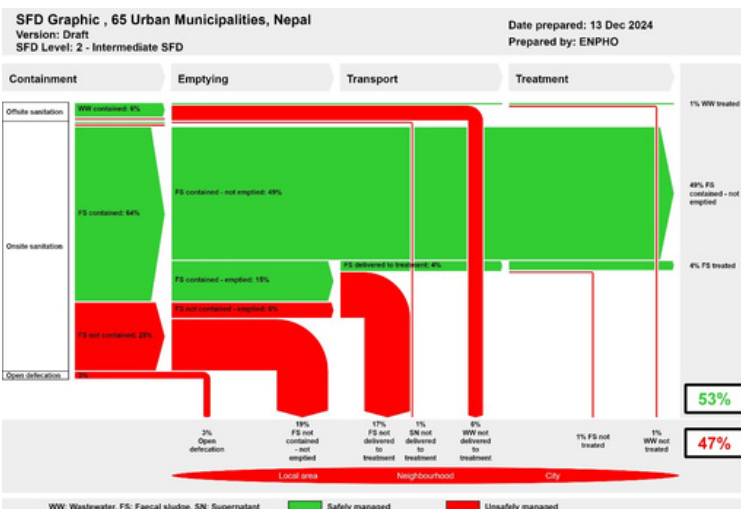 SFD Graphic , 65 Urban Municipalities, Nepal
Version: Draft
SFD Level: 2 - Intermediate SFD
Date prepared: 13 Dec 2024
Prepared by: ENPHO
Containment
Emptying
Transport
Treatment
Offsite sanitation
WW contained: 6%
1% WW treated
Onsite sanitation
FS contained: 64%
FS contained - not emptied: 49%
49% FS
contained - not
emptied
FS contained - emptied: 15%
FS delivered to treatment: 4%
4% FS treated
FS not contained: 25%
FS not contained - emptied: 6%
Open defecation
3%
53%
47%
3%
Open
defecation
19%
FS not
contained
- not
emptied
17%
FS not
delivered
to
treatment
1%
SN not
delivered
to
treatment
6%
WW not
delivered
to
treatment
1% FS not
treated
1%
WW not
treated
Local area
Neighbourhood
City
WW: Wastewater, FS: Faecal sludge, SN: Supernatant
Safely managed
Unsafely managed